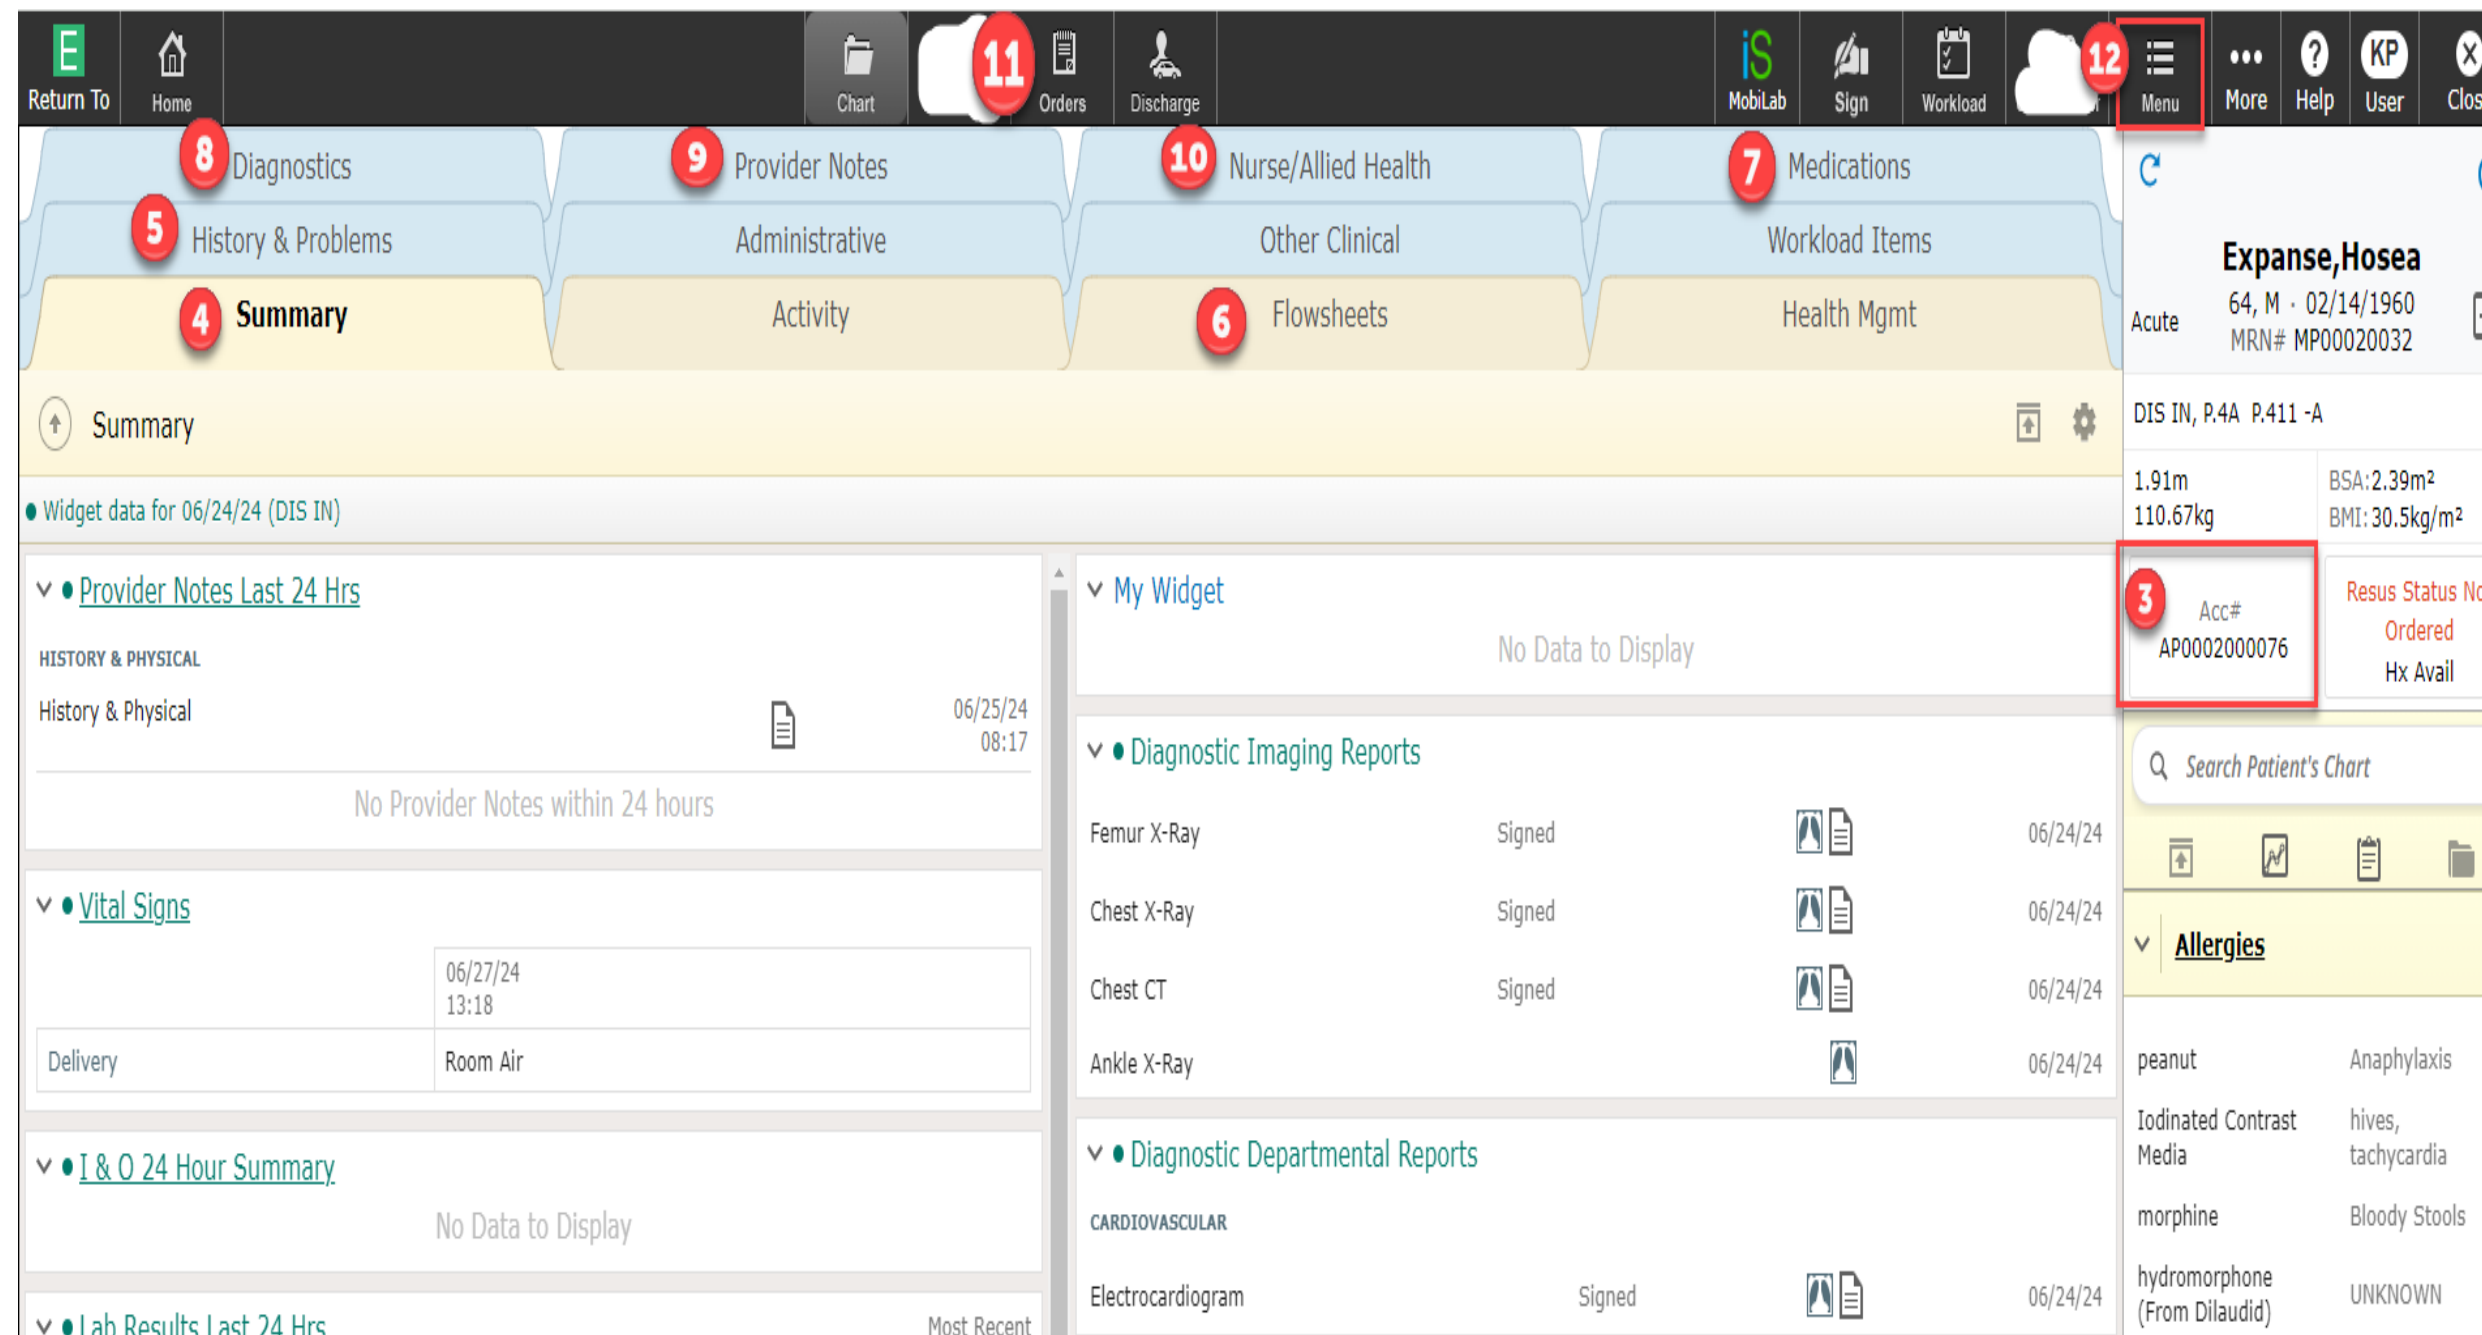 E
Return To
Home
Chart
11
Orders
Discharge
iS
MobiLab
Sign
Workload
12
Menu
More
?
Help
KP
User
8 Diagnostics
9 Provider Notes
10 Nurse/Allied Health
7 Medications
5 History & Problems
Administrative
Other Clinical
Workload Items
4 Summary
Activity
6 Flowsheets
Health Mgmt
Summary
Widget data for 06/24/24 (DIS IN)
Provider Notes Last 24 Hrs
HISTORY & PHYSICAL
History & Physical
06/25/24
08:17
No Provider Notes within 24 hours
Vital Signs
06/27/24
13:18
Delivery
Room Air
I & O 24 Hour Summary
No Data to Display
Lab Results Last 24 Hrs
Most Recent
My Widget
No Data to Display
Diagnostic Imaging Reports
Femur X-Ray Signed 06/24/24
Chest X-Ray Signed 06/24/24
Chest CT Signed 06/24/24
Ankle X-Ray 06/24/24
Diagnostic Departmental Reports
CARDIOVASCULAR
Electrocardiogram Signed 06/24/24
Expanse,Hosea
64, M · 02/14/1960
Acute
MRN# MP00020032
DIS IN, P.4A P.411 -A
1.91m
110.67kg
BSA:2.39m²
BMI:30.5kg/m²
3
Acc#
AP0002000076
Resus Status
Ordered
Hx Avail
Search Patient's Chart
Allergies
peanut Anaphylaxis
Iodinated Contrast
Media
hives,
tachycardia
morphine Bloody Stools
hydromorphone
(From Dilaudid)
UNKNOWN